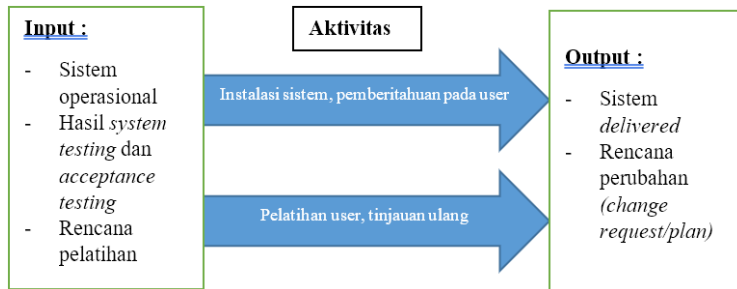 Input :
- Sistem
operasional
- Hasil system
testing dan
acceptance
testing
- Rencana
pelatihan
Aktivitas
Instalasi sistem, pemberitahuan pada user
Pelatihan user, tinjauan ulang
Output :
- Sistem
delivered
- Rencana
perubahan
(change
request/plan)